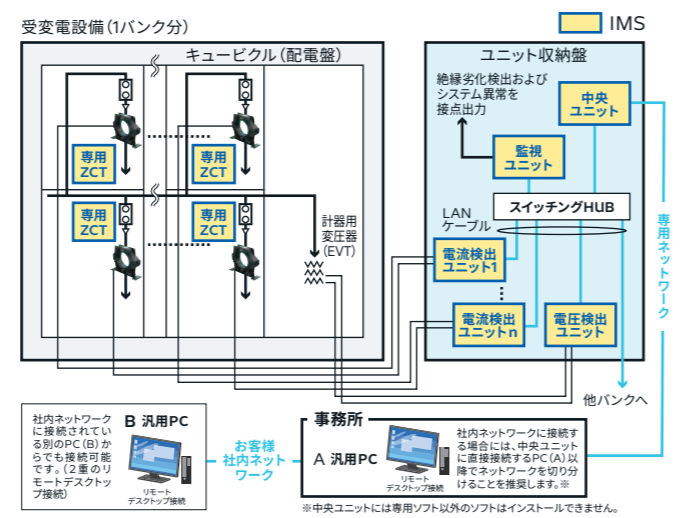 受変電設備（1バンク分）
IMS
キュービクル（配電盤）
ユニット収納盤
絶縁劣化検出および
システム異常を
接点出力
中央
ユニット
監視
ユニット
専用
ZCT
専用
ZCT
スイッチングHUB
専用
ZCT
専用
ZCT
計器用
変圧器
（EVT）
LAN
ケーブル
専用ネットワーク
電流検出
ユニット1
電流検出
ユニットn
電圧検出
ユニット
他バンクへ
社内ネットワーク
に接続されてい
る別のPC（B）か
らでも接続可能
です。（2重のリ
モートデスクトッ
プ接続）
B 汎用PC
リモート
デスクトップ接続
お客様
社内ネット
ワーク
事務所
A 汎用PC
リモート
デスクトップ接続
社内ネットワークに接続す
る場合には、中央ユニット
に直接接続するPC（A）以
降でネットワークを切り分
けることを推奨します。※
※中央ユニットには専用ソフト以外のソフトはインストールできません。